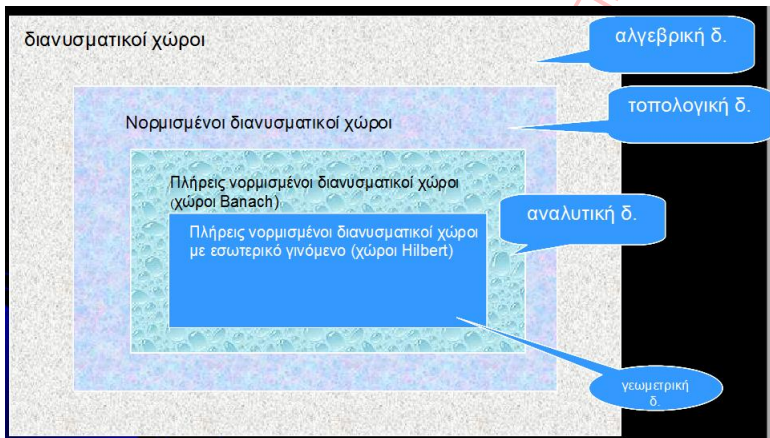 διανυσματικοί χώροι
αλγεβρική δ.
τοπολογική δ.
Νορμισμένοι διανυσματικοί χώροι
Πλήρεις νορμισμένοι διανυσματικοί χώροι
(χώροι Banach)
αναλυτική δ.
Πλήρεις νορμισμένοι διανυσματικοί χώροι
με εσωτερικό γινόμενο (χώροι Hilbert)
γεωμετρική
δ.